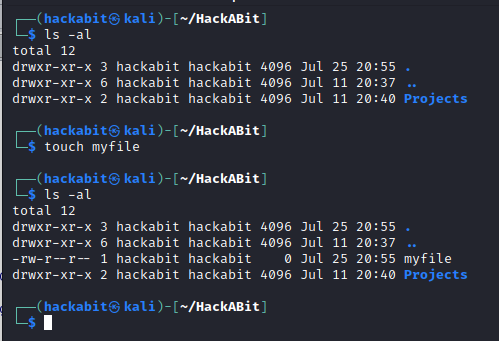 ┌──(hackabit㉿kali)-[~/HackABit]
└─$ ls -al
total 12
drwxr-xr-x 3 hackabit hackabit 4096 Jul 25 20:55 .
drwxr-xr-x 6 hackabit hackabit 4096 Jul 11 20:37 ..
drwxr-xr-x 2 hackabit hackabit 4096 Jul 11 20:40 Projects
┌──(hackabit㉿kali)-[~/HackABit]
└─$ touch myfile
┌──(hackabit㉿kali)-[~/HackABit]
└─$ ls -al
total 12
drwxr-xr-x 3 hackabit hackabit 4096 Jul 25 20:55 .
drwxr-xr-x 6 hackabit hackabit 4096 Jul 11 20:37 ..
-rw-r--r-- 1 hackabit hackabit    0 Jul 25 20:55 myfile
drwxr-xr-x 2 hackabit hackabit 4096 Jul 11 20:40 Projects
┌──(hackabit㉿kali)-[~/HackABit]
└─$